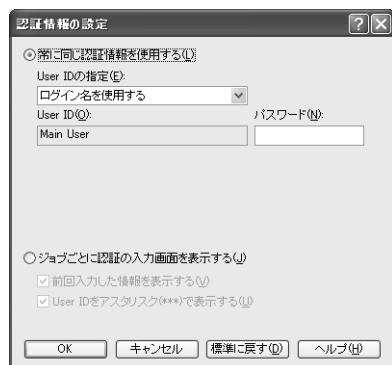 認証情報の設定
常に同じ認証情報を使用する(L)
User IDの指定(E):
ログイン名を使用する
User ID(O): パスワード(N):
Main User
ジョブごとに認証の入力画面を表示する(J)
前回入力した情報を表示する(V)
User IDをアスタリスク(***)で表示する(U)
OK キャンセル 標準に戻す(D) ヘルプ(H)